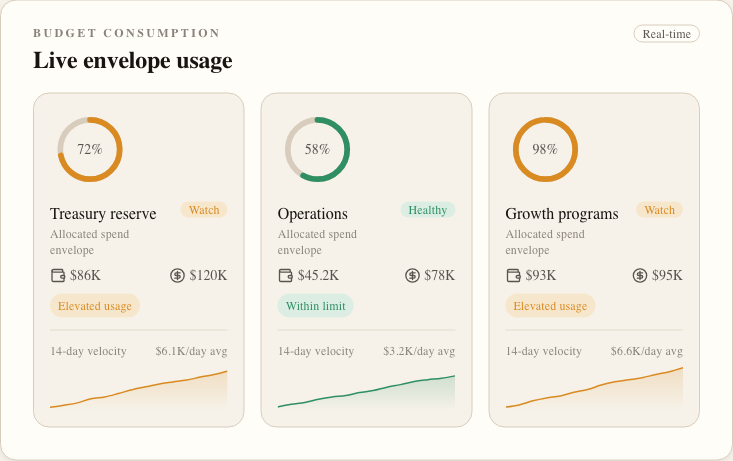 BUDGET CONSUMPTION
Live envelope usage
Real-time
72%
Treasury reserve
Watch
Allocated spend
envelope
$86K
$120K
Elevated usage
14-day velocity
$6.1K/day avg
58%
Operations
Healthy
Allocated spend
envelope
$45.2K
$78K
Within limit
14-day velocity
$3.2K/day avg
98%
Growth programs
Watch
Allocated spend
envelope
$93K
$95K
Elevated usage
14-day velocity
$6.6K/day avg